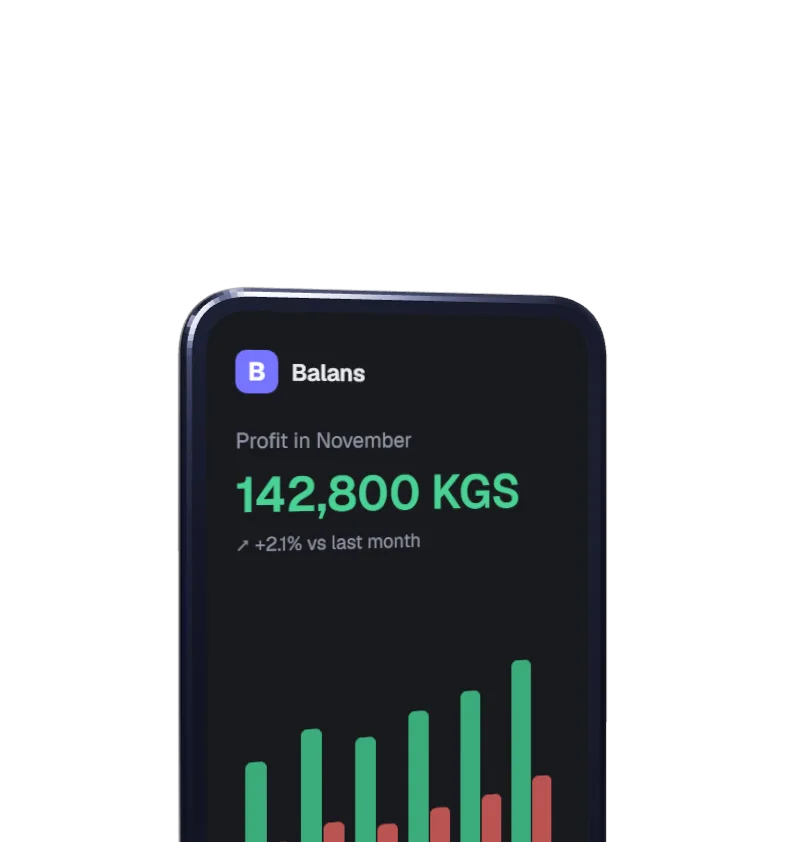 B Balans
Profit in November
142,800 KGS
↗ +2.1% vs last month